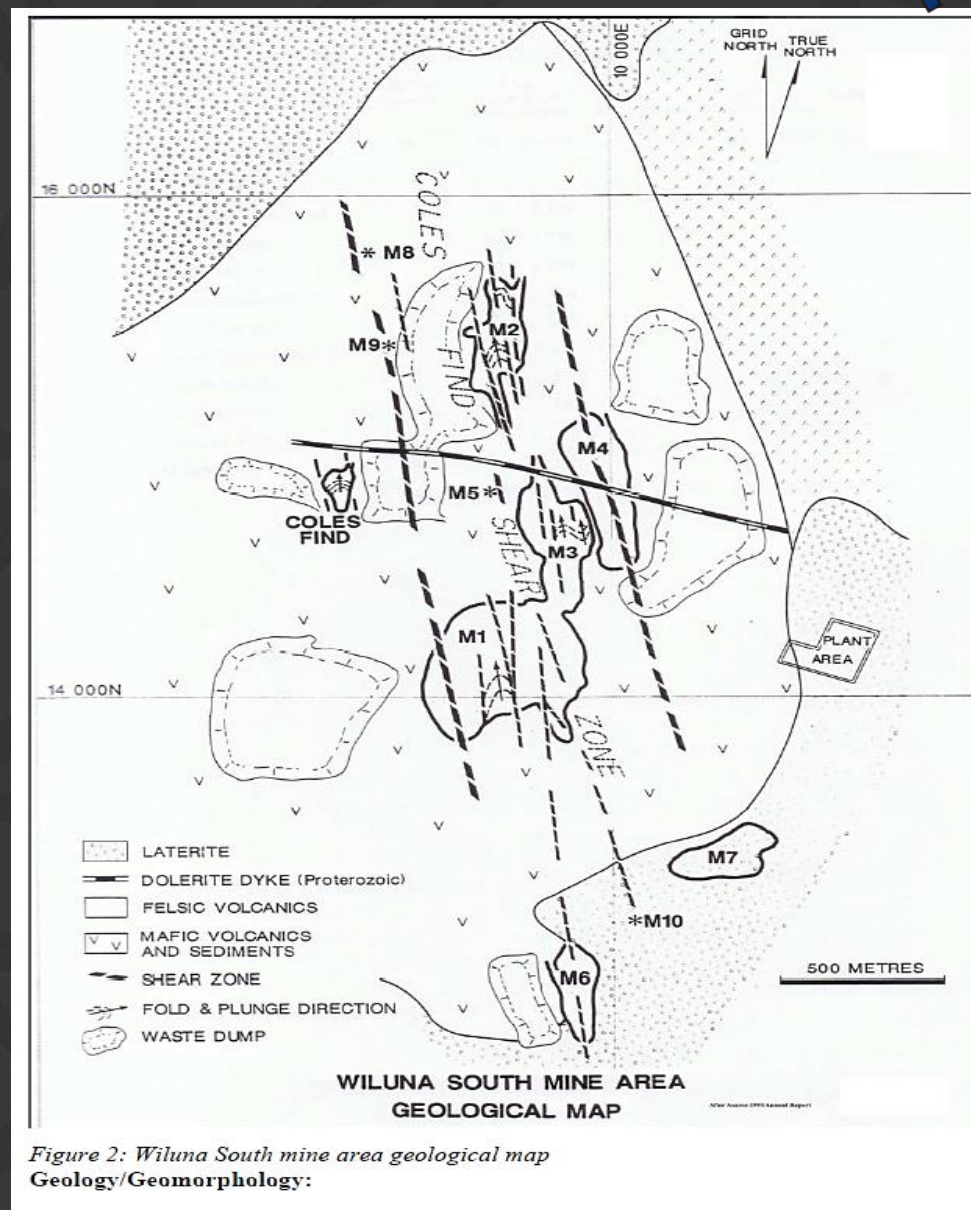 10 000E
GRID
NORTH
TRUE
NORTH
16 000N
COLES
* M8
M2
M9*
FIND
M4
M5*
COLES
FIND
SHEAR
M3
M1
PLANT
AREA
14 000N
ZONE
M7
LATERITE
DOLERITE DYKE (Proterozoic)
*M10
FELSIC VOLCANICS
MAFIC VOLCANICS
AND SEDIMENTS
500 METRES
M6
SHEAR ZONE
FOLD & PLUNGE DIRECTION
WASTE DUMP
WILUNA SOUTH MINE AREA
GEOLOGICAL MAP
Annual Report
Figure 2: Wiluna South mine area geological map
Geology/Geomorphology: